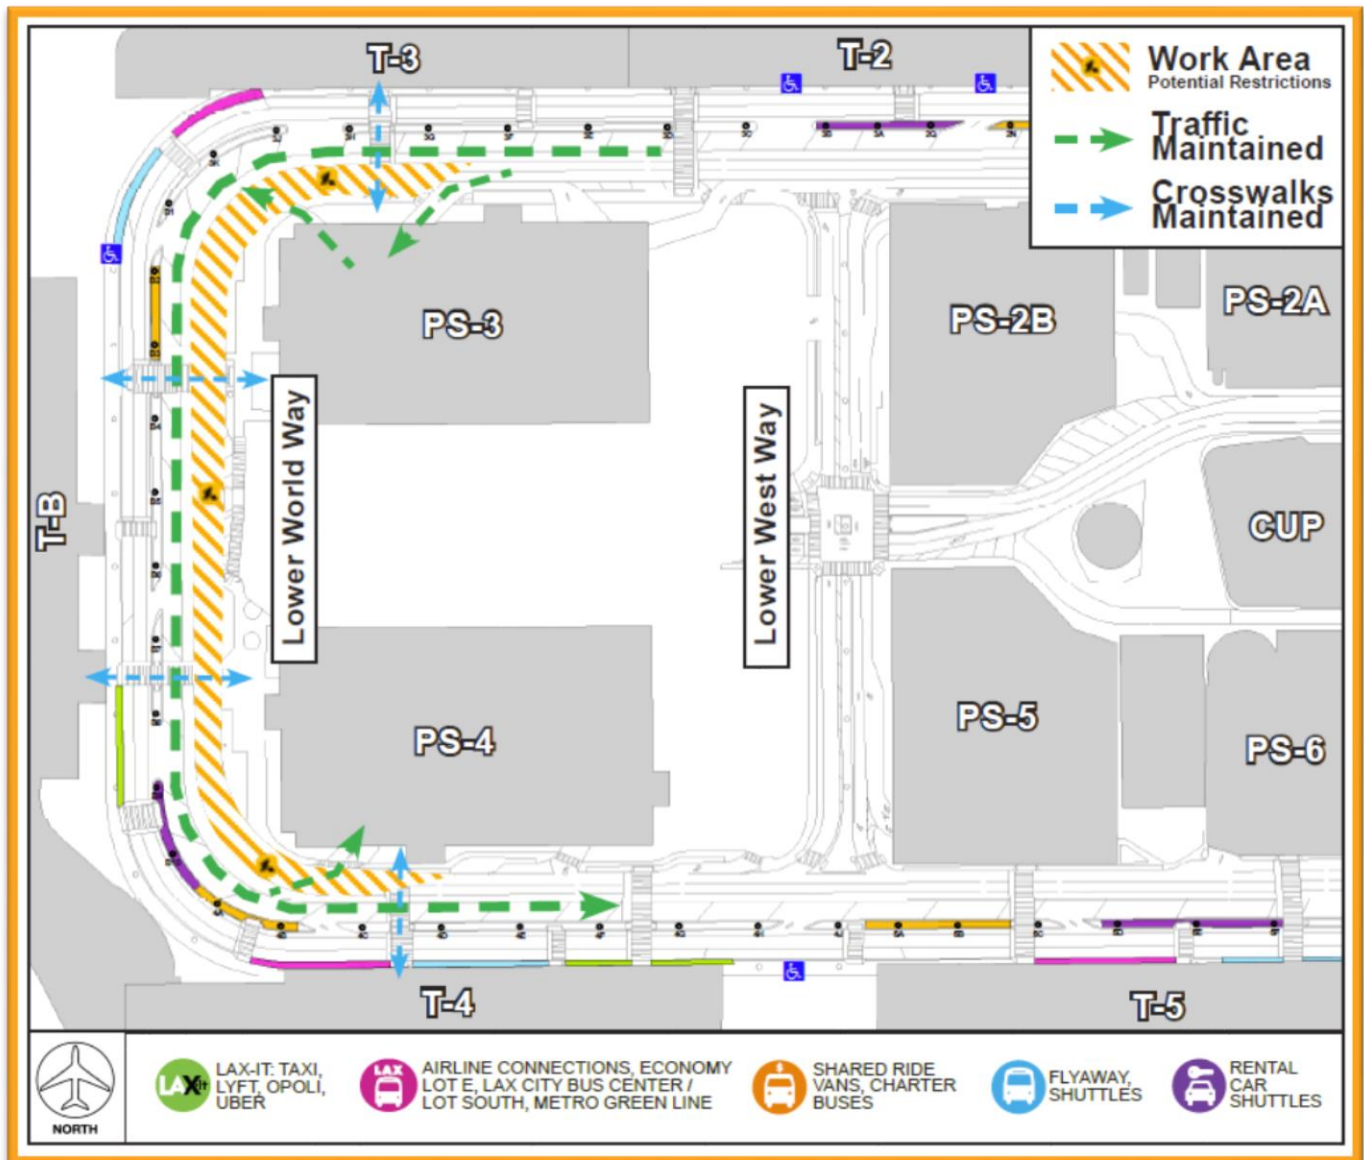 T-3
T-2
Work Area
Potential Restrictions
Traffic
Maintained
Crosswalks
Maintained
PS-3
PS-2B
PS-2A
Lower World Way
Lower West Way
T-B
CUP
PS-4
PS-5
PS-6
T-4
T-5
NORTH
LAXit
LAX-IT: TAXI,
LYFT, OPOLI,
UBER
LAX
AIRLINE CONNECTIONS, ECONOMY
LOT E, LAX CITY BUS CENTER /
LOT SOUTH, METRO GREEN LINE
$
SHARED RIDE
VANS, CHARTER
BUSES
FLYAWAY,
SHUTTLES
RENTAL
CAR
SHUTTLES